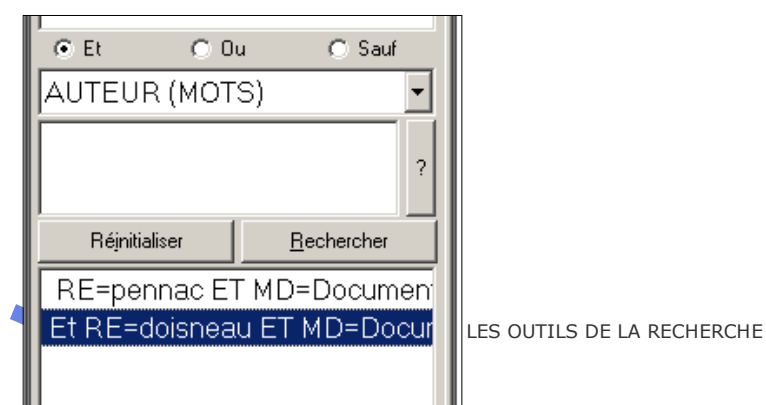 Et Ou Sauf
AUTEUR (MOTS)
?
Réinitialiser Rechercher
RE=pennac ET MD=Documen
Et RE=doisneau ET MD=Docur
LES OUTILS DE LA RECHERCHE